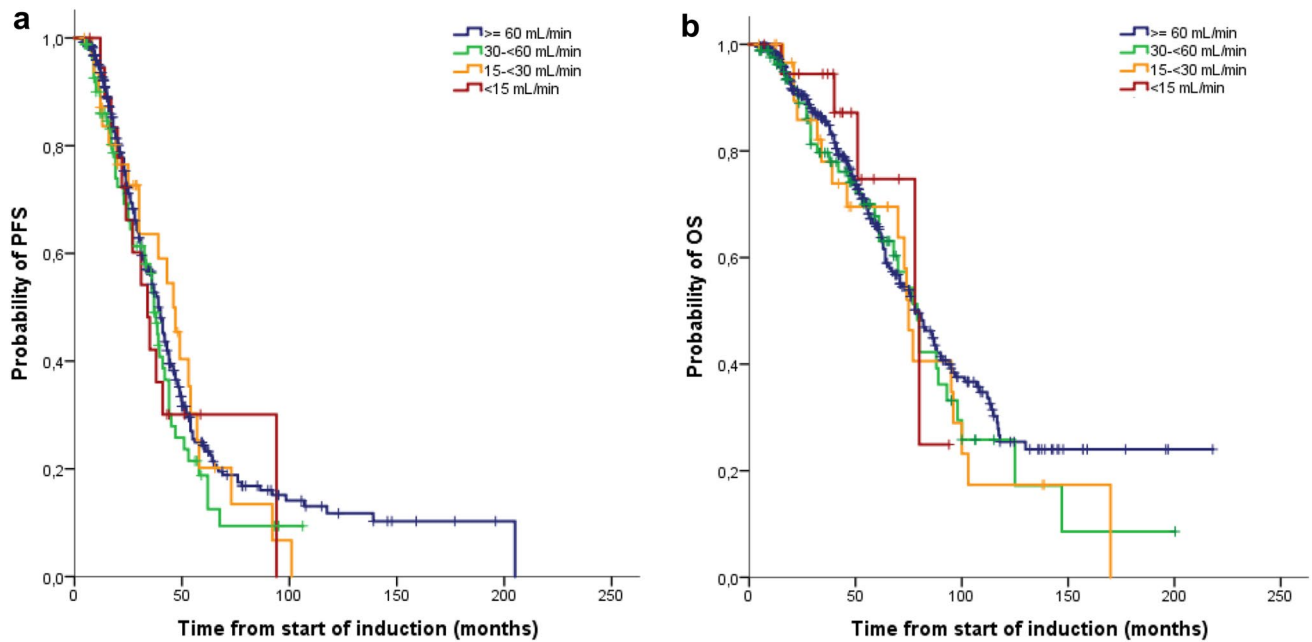 a
>= 60 mL/min
30-<60 mL/min
15-<30 mL/min
<15 mL/min
Probability of PFS
1,0
0,8
0,6
0,4
0,2
0,0
0 50 100 150 200 250
Time from start of induction (months)
b
>= 60 mL/min
30-<60 mL/min
15-<30 mL/min
<15 mL/min
Probability of OS
1,0
0,8
0,6
0,4
0,2
0,0
0 50 100 150 200 250
Time from start of induction (months)